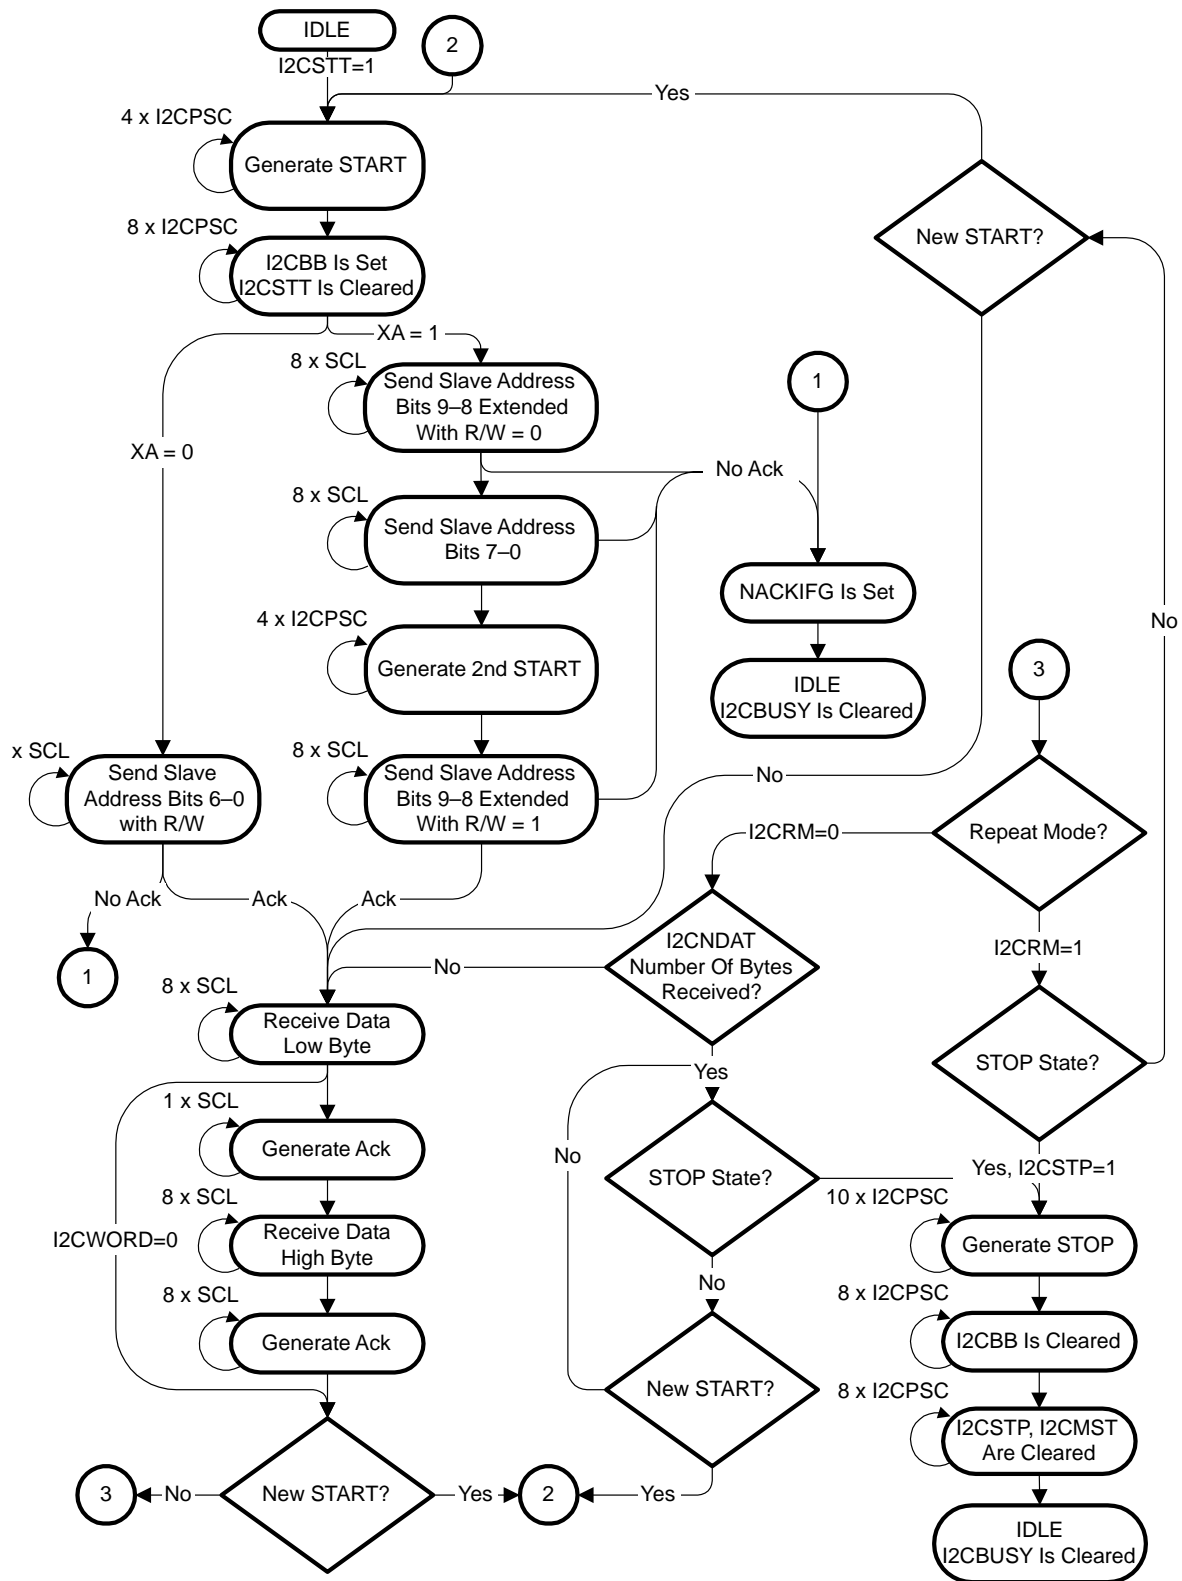 IDLE
2
I2CSTT=1
Yes
4 x I2CPSC
Generate START
8 x I2CPSC
New START?
I2CBB Is Set
I2CSTT Is Cleared
XA = 1
8 x SCL
Send Slave Address
Bits 9–8 Extended
With R/W = 0
1
XA = 0
No Ack
8 x SCL
Send Slave Address
Bits 7–0
NACKIFG Is Set
4 x I2CPSC
No
Generate 2nd START
3
IDLE
I2CBUSY Is Cleared
x SCL
Send Slave
Address Bits 6–0
with R/W
8 x SCL
Send Slave Address
Bits 9–8 Extended
With R/W = 1
No
I2CRM=0
Repeat Mode?
No Ack
Ack
Ack
I2CNDAT
Number Of Bytes
Received?
I2CRM=1
1
No
8 x SCL
Receive Data
Low Byte
STOP State?
Yes
1 x SCL
Generate Ack
No
STOP State?
Yes, I2CSTP=1
8 x SCL
10 x I2CPSC
I2CWORD=0
Receive Data
High Byte
Generate STOP
No
8 x SCL
Generate Ack
8 x I2CPSC
I2CBB Is Cleared
New START?
8 x I2CPSC
I2CSTP, I2CMST
Are Cleared
3
No
New START?
Yes
2
Yes
IDLE
I2CBUSY Is Cleared